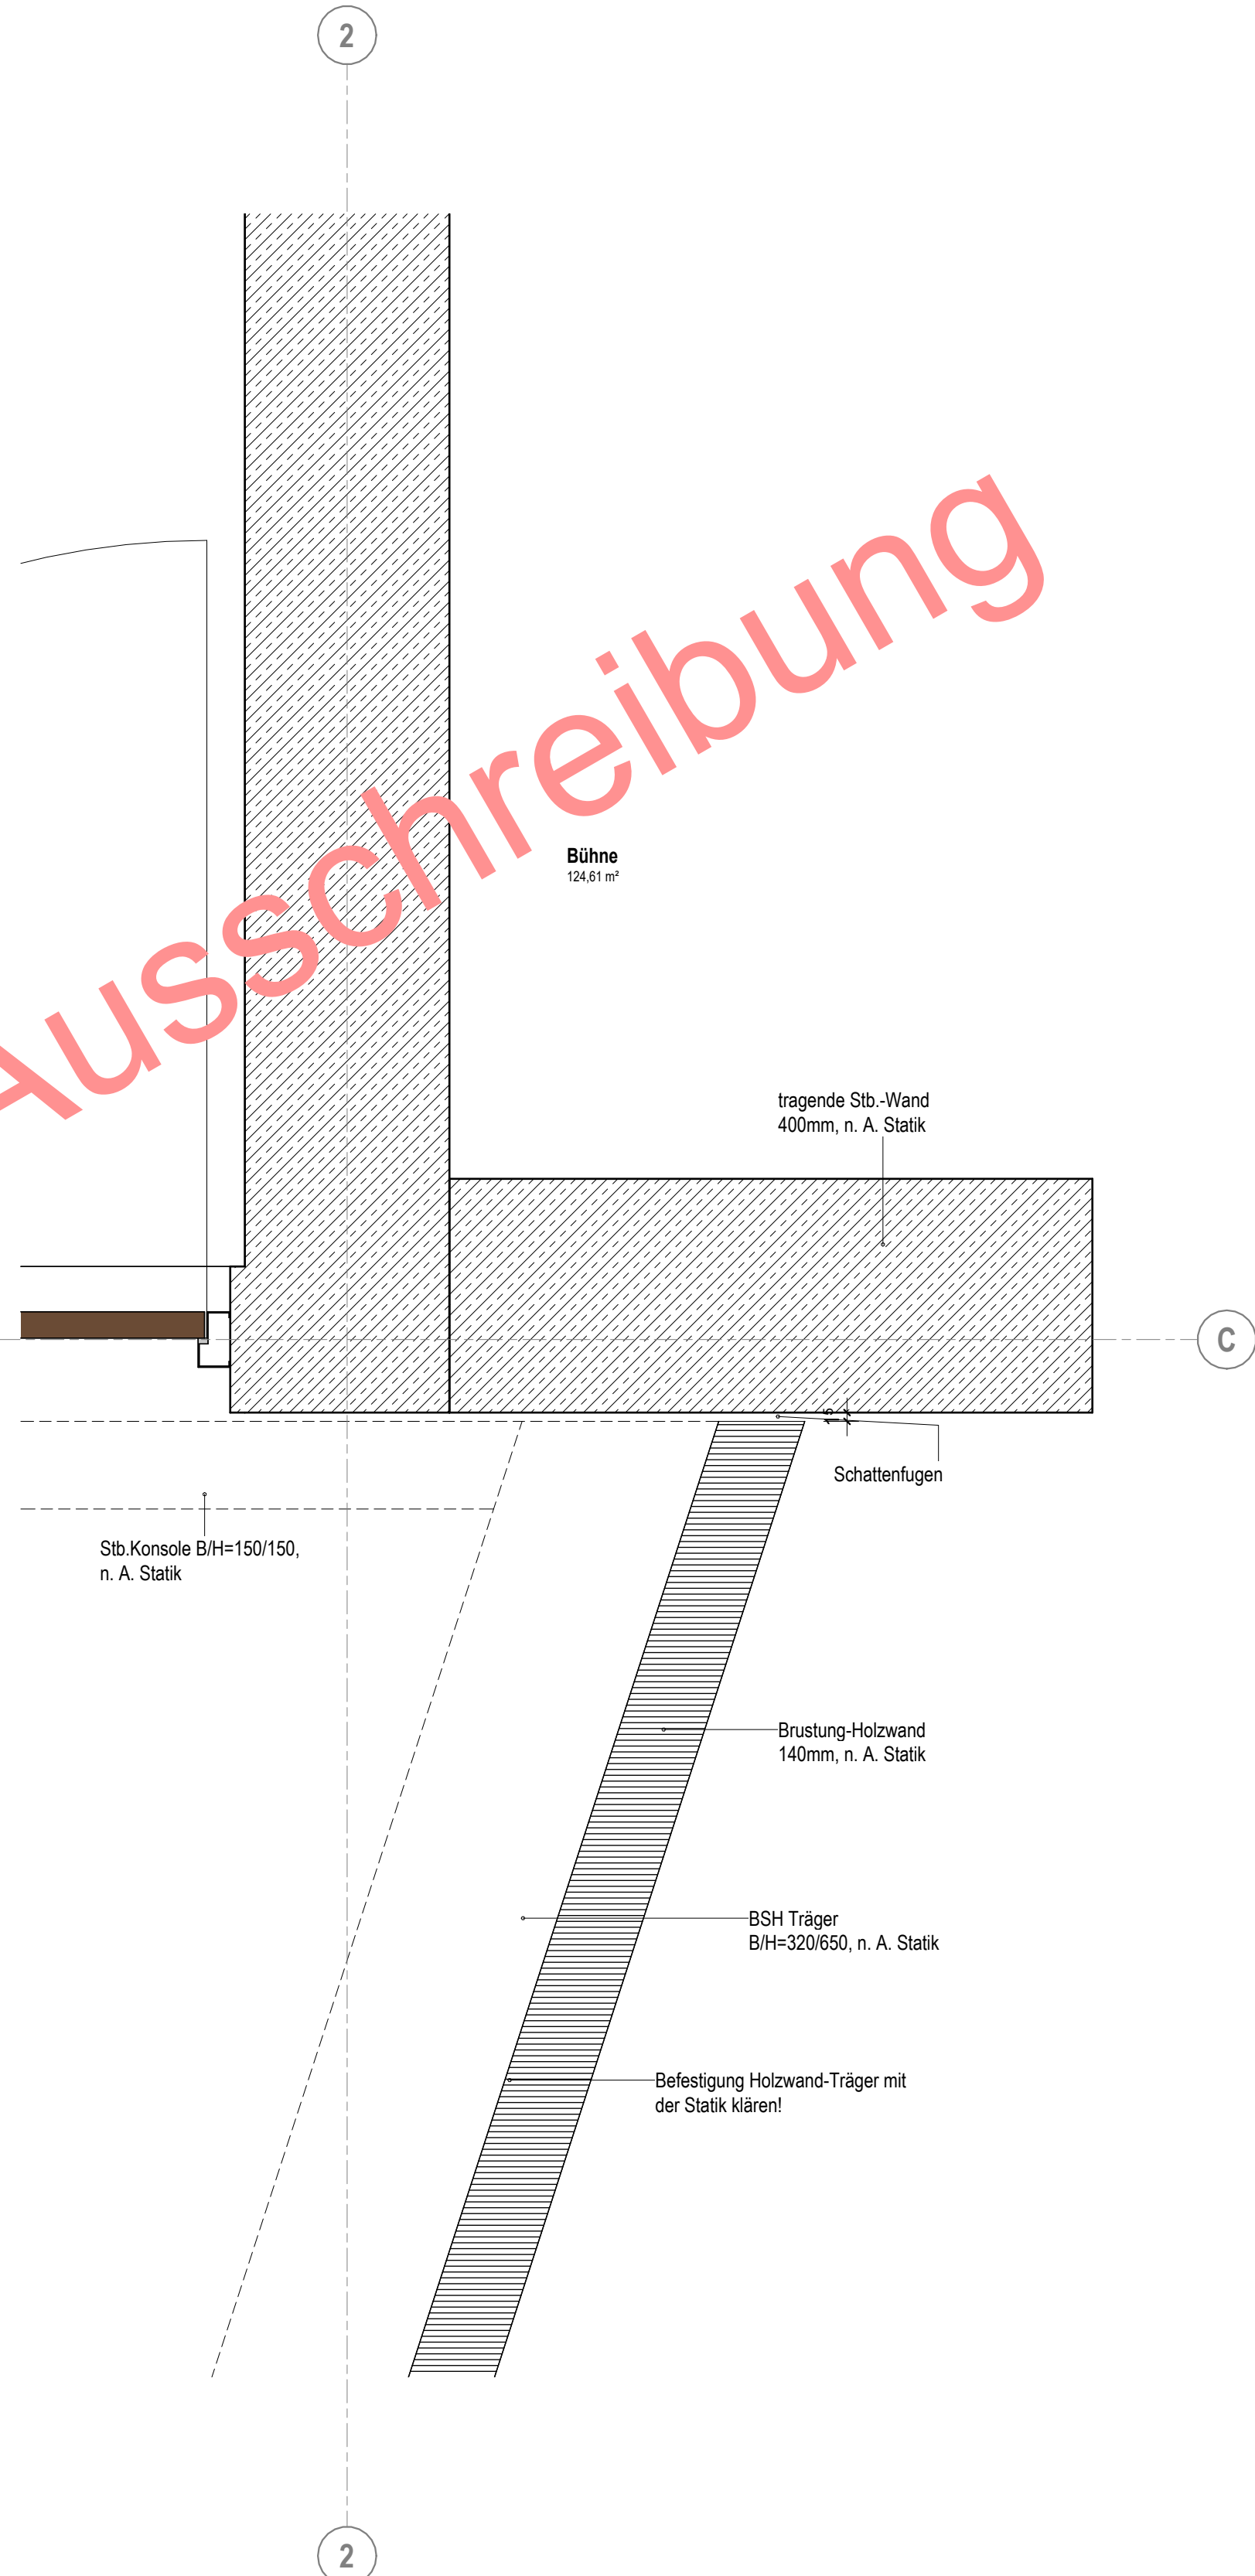 2
Ausschreibung
Bühne
124,61 m²
tragende Stb.-Wand
400mm, n. A. Statik
C
15
Schattenfugen
Stb.Konsole B/H=150/150,
n. A. Statik
Brustung-Holzwand
140mm, n. A. Statik
BSH Träger
B/H=320/650, n. A. Statik
Befestigung Holzwand-Träger mit
der Statik klären!
2